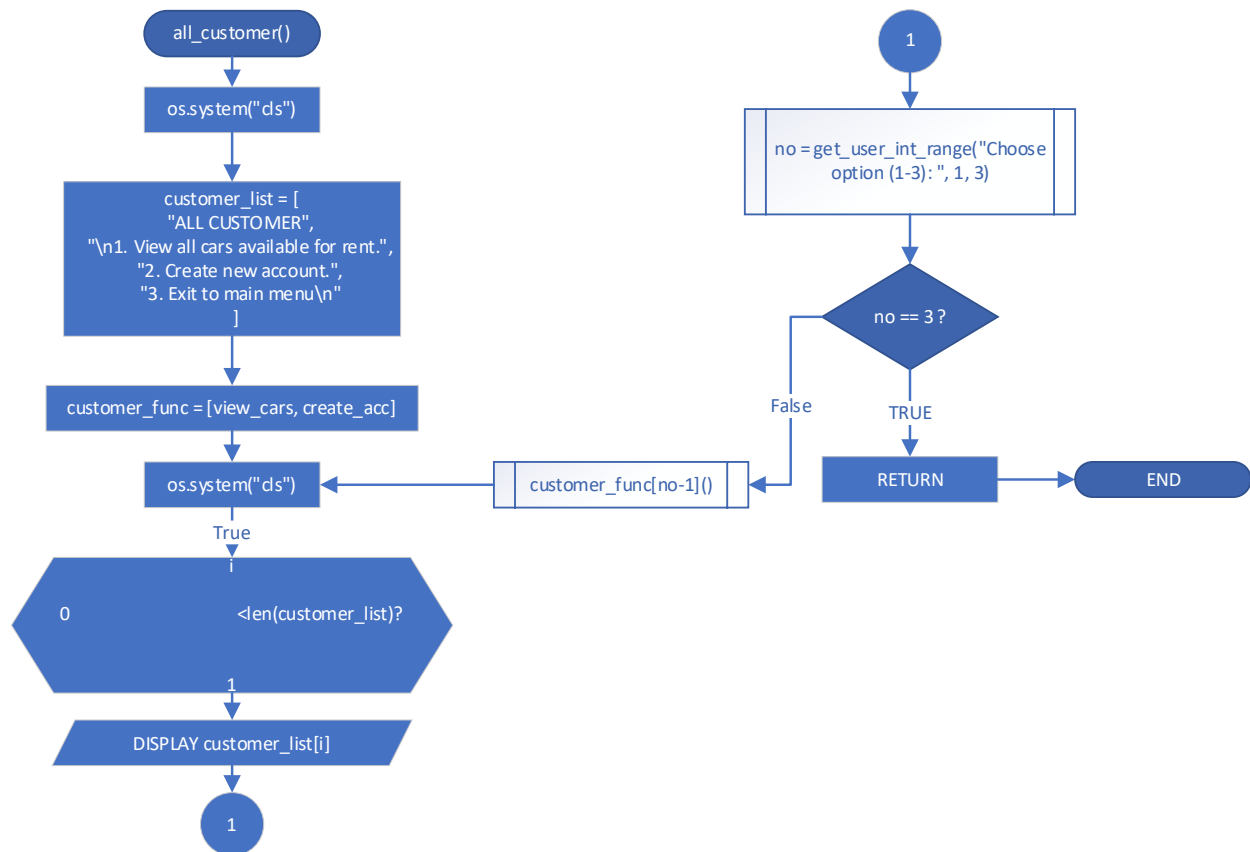 all_customer()
os.system("cls")
customer_list = [
"ALL CUSTOMER",
"\n1. View all cars available for rent.",
"2. Create new account.",
"3. Exit to main menu\n"
]
customer_func = [view_cars, create_acc]
os.system("cls")
True
i
0
<len(customer_list)?
1
DISPLAY customer_list[i]
1
1
no = get_user_int_range("Choose
option (1-3): ", 1, 3)
no == 3 ?
False
TRUE
customer_func[no-1]()
RETURN
END